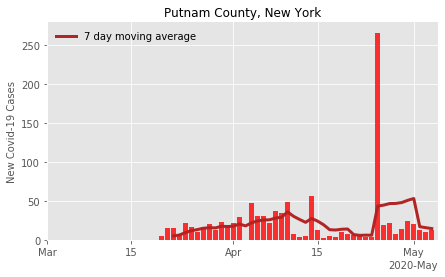 Putnam County, New York
7 day moving average
New Covid-19 Cases
250
200
150
100
50
0
Mar
15
Apr
15
May
2020-May